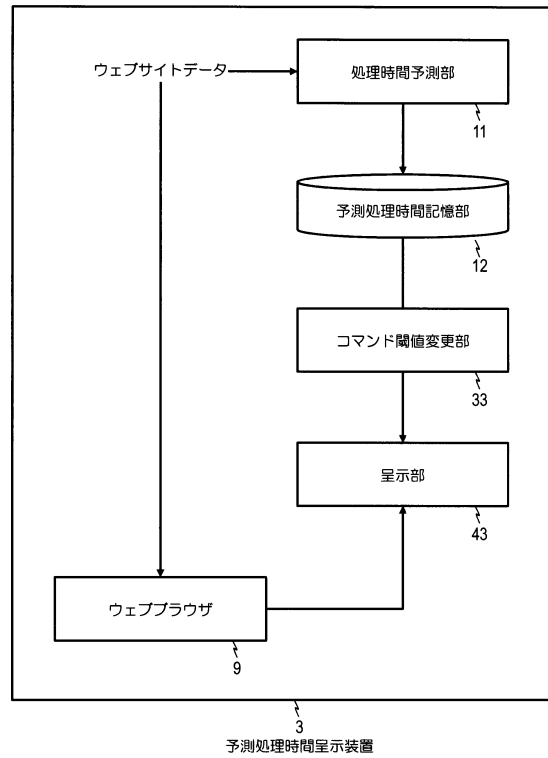 ウェブサイトデータ
処理時間予測部
11
予測処理時間記憶部
12
コマンド閾値変更部
33
呈示部
43
ウェブブラウザ
9
3
予測処理時間呈示装置